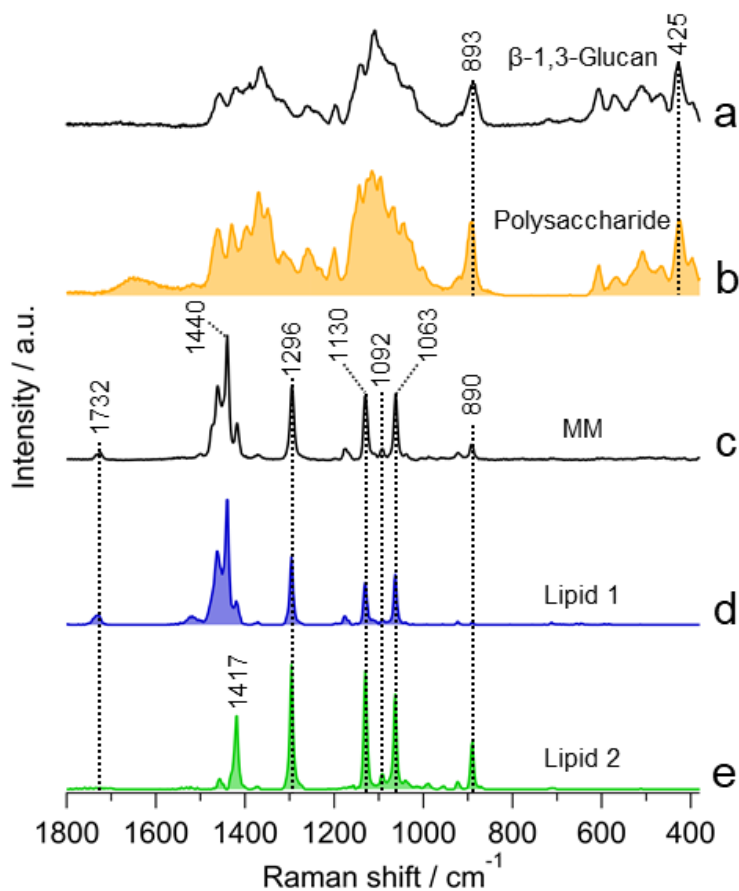 893
425
β-1,3-Glucan
a
Polysaccharide
b
1440
1296
1130
1092
1063
1732
890
MM
c
Lipid 1
d
1417
Lipid 2
e
Intensity / a.u.
1800 1600 1400 1200 1000 800 600 400
Raman shift / cm⁻¹